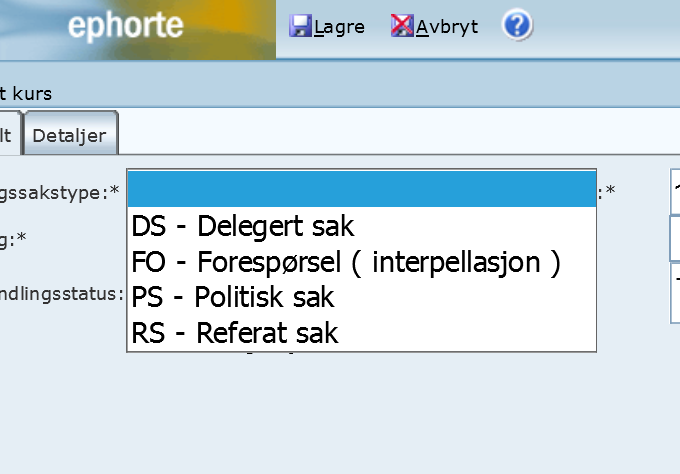 ephorte
Lagre
Avbryt
t kurs
lt
Detaljer
gssakstype:*
:*
DS - Delegert sak
g:*
FO - Forespørsel ( interpellasjon )
ndlingsstatus:
PS - Politisk sak
RS - Referat sak